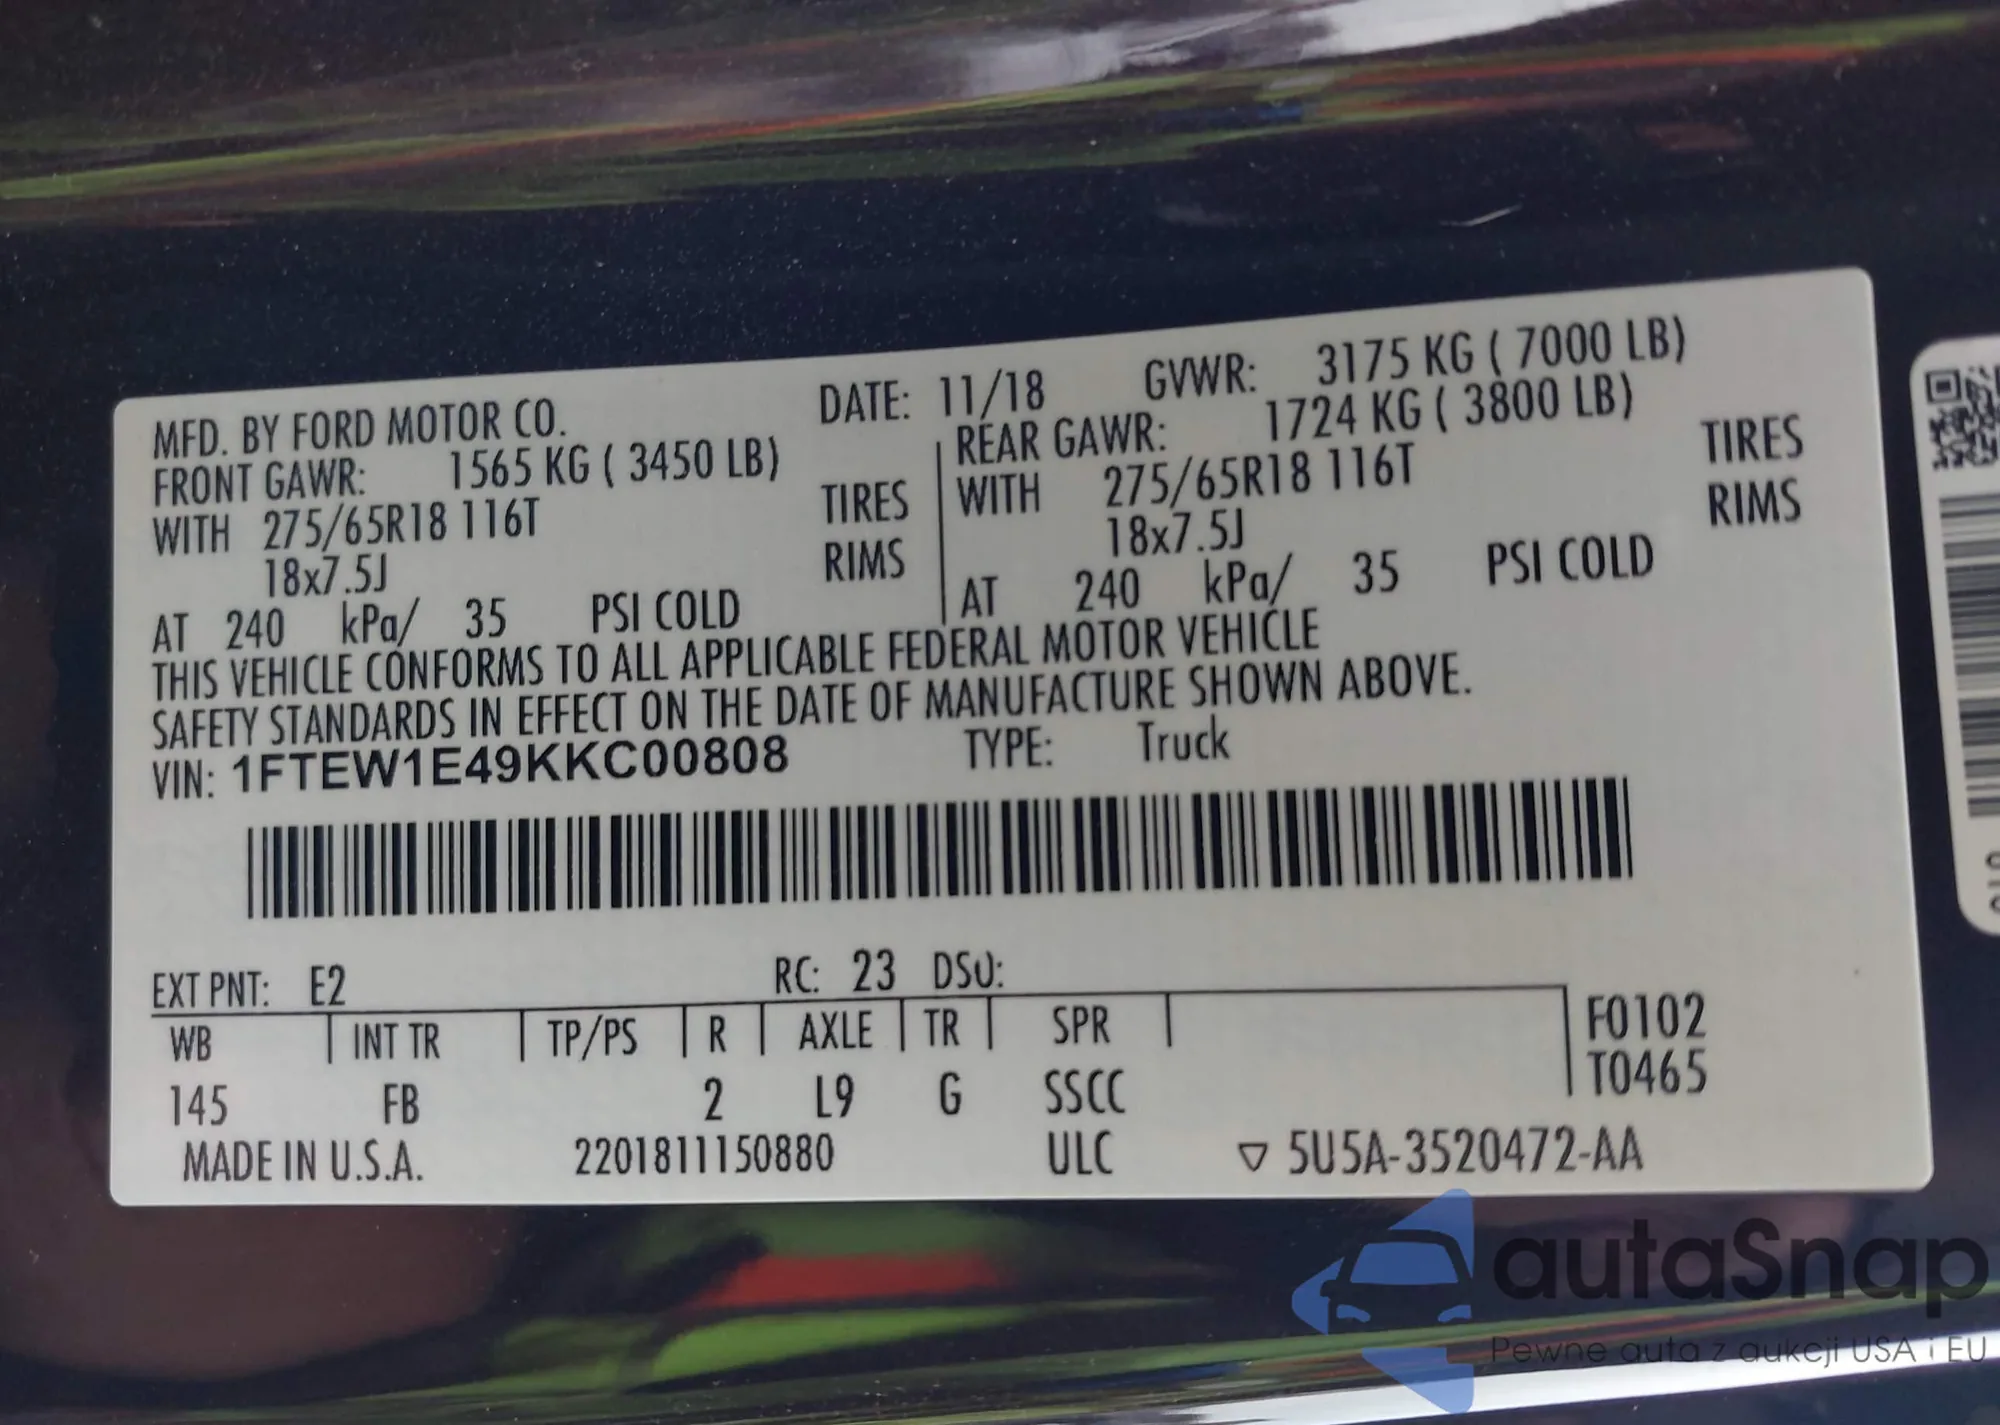 MFD. BY FORD MOTOR CO. DATE: 11/18 GVWR: 3175 KG ( 7000 LB)
FRONT GAWR: 1565 KG ( 3450 LB) REAR GAWR: 1724 KG ( 3800 LB)
WITH 275/65R18 116T TIRES WITH 275/65R18 116T TIRES
18x7.5J RIMS 18x7.5J RIMS
AT 240 kPa/ 35 PSI COLD AT 240 kPa/ 35 PSI COLD
THIS VEHICLE CONFORMS TO ALL APPLICABLE FEDERAL MOTOR VEHICLE
SAFETY STANDARDS IN EFFECT ON THE DATE OF MANUFACTURE SHOWN ABOVE.
VIN: 1FTEW1E49KKC00808 TYPE: Truck
EXT PNT: E2 RC: 23 DSO:
WB INT TR TP/PS R AXLE TR SPR F0102
145 FB 2 L9 G SSCC T0465
MADE IN U.S.A. 2201811150880 ULC ▽ 5U5A-3520472-AA
autaSnap
Pewne auta z aukcji USA i EU